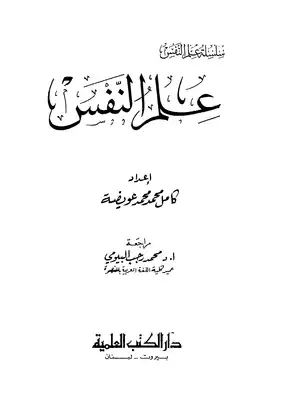 سلسلة علم النفس
علم النفس
إعداد
كامل محمد محمد عويضة
مراجعة
أ. د محمد رجب البيومي
عميد كلية اللغة العربية بالمنصورة
دار الكتب العلمية
بيروت - لبنان